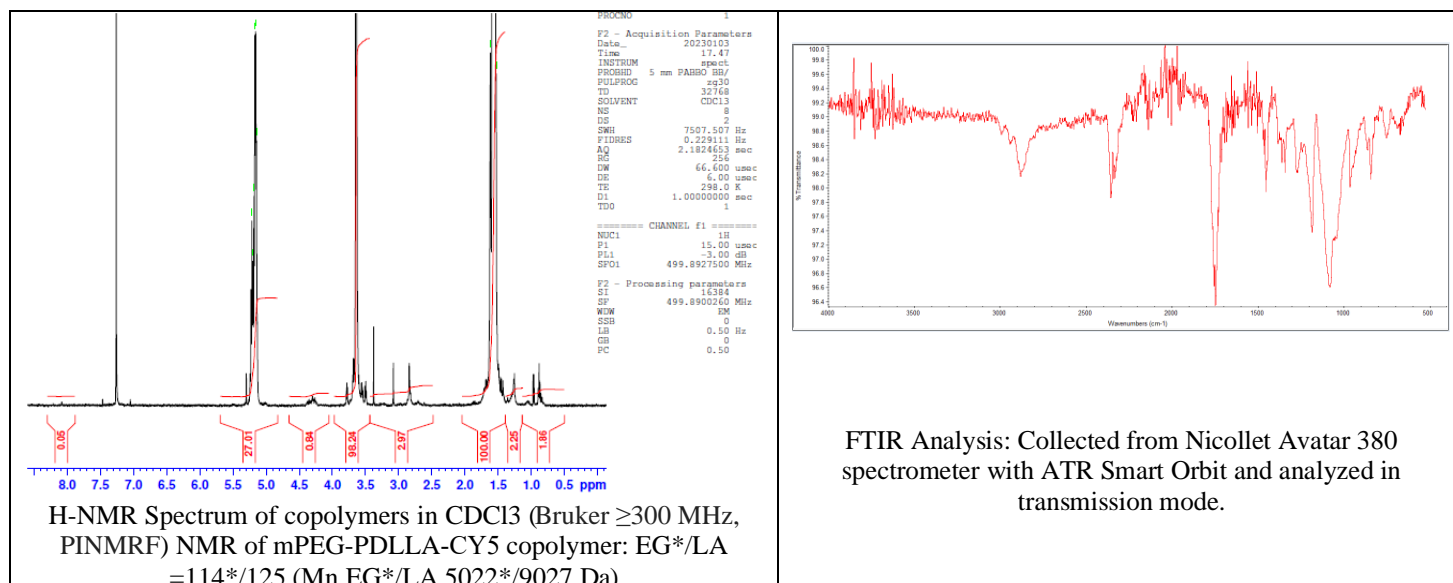 PROCNO 1
F2 - Acquisition Parameters
Date_ 20230103
Time 17.47
INSTRUM spect
PROBHD 5 mm PABBO BB/
PULPROG zg30
TD 32768
SOLVENT CDCl3
NS 8
DS 2
SWH 7507.507 Hz
FIDRES 0.229111 Hz
AQ 2.1824653 sec
RG 256
DW 66.600 usec
DE 6.00 usec
TE 298.0 K
D1 1.00000000 sec
TD0 1
======== CHANNEL f1 ========
NUC1 1H
P1 15.00 usec
PL1 -3.00 dB
SFO1 499.8927500 MHz
F2 - Processing parameters
SI 16384
SF 499.8900260 MHz
WDW EM
SSB 0
LB 0.50 Hz
GB 0
PC 0.50
0.05 27.01 0.84 98.24 2.97 100.00 2.25 1.86
8.0 7.5 7.0 6.5 6.0 5.5 5.0 4.5 4.0 3.5 3.0 2.5 2.0 1.5 1.0 0.5 ppm
H-NMR Spectrum of copolymers in CDCl3 (Bruker ≥300 MHz,
PINMRF) NMR of mPEG-PDLLA-CY5 copolymer: EG*/LA
=114*/125 (Mn EG*/LA 5022*/9027 Da)
100.0
99.8
99.6
99.4
99.2
99.0
98.8
98.6
98.4
98.2
98.0
97.8
97.6
97.4
97.2
97.0
96.8
96.6
96.4
%Transmittance
4000 3500 3000 2500 2000 1500 1000 500
Wavenumbers (cm-1)
FTIR Analysis: Collected from Nicollet Avatar 380
spectrometer with ATR Smart Orbit and analyzed in
transmission mode.